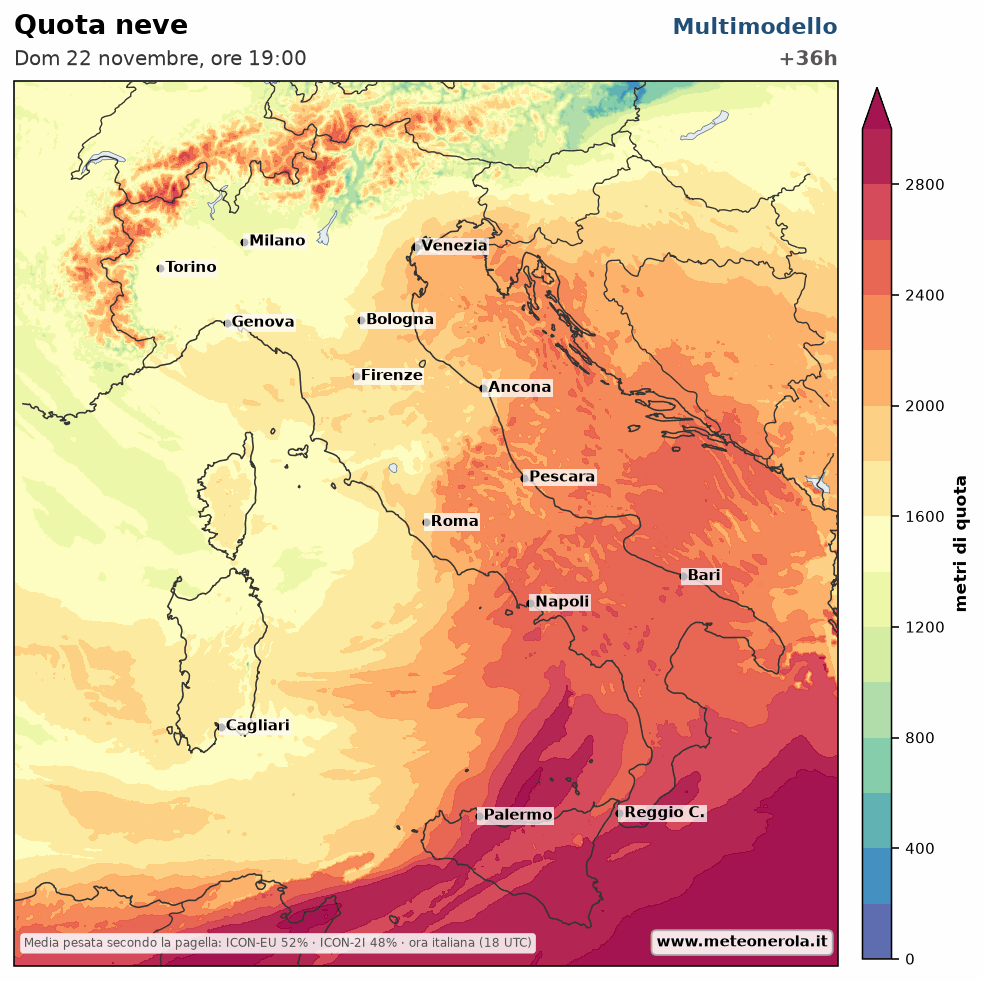 Quota neve
Multimodello
Dom 22 novembre, ore 19:00
+36h
Milano
Venezia
Torino
Genova
Bologna
Firenze
Ancona
Pescara
Roma
Bari
Napoli
Cagliari
Palermo
Reggio C.
2800
2400
2000
1600
1200
800
400
0
metri di quota
Media pesata secondo la pagella: ICON-EU 52% · ICON-2I 48% · ora italiana (18 UTC)
www.meteonerola.it